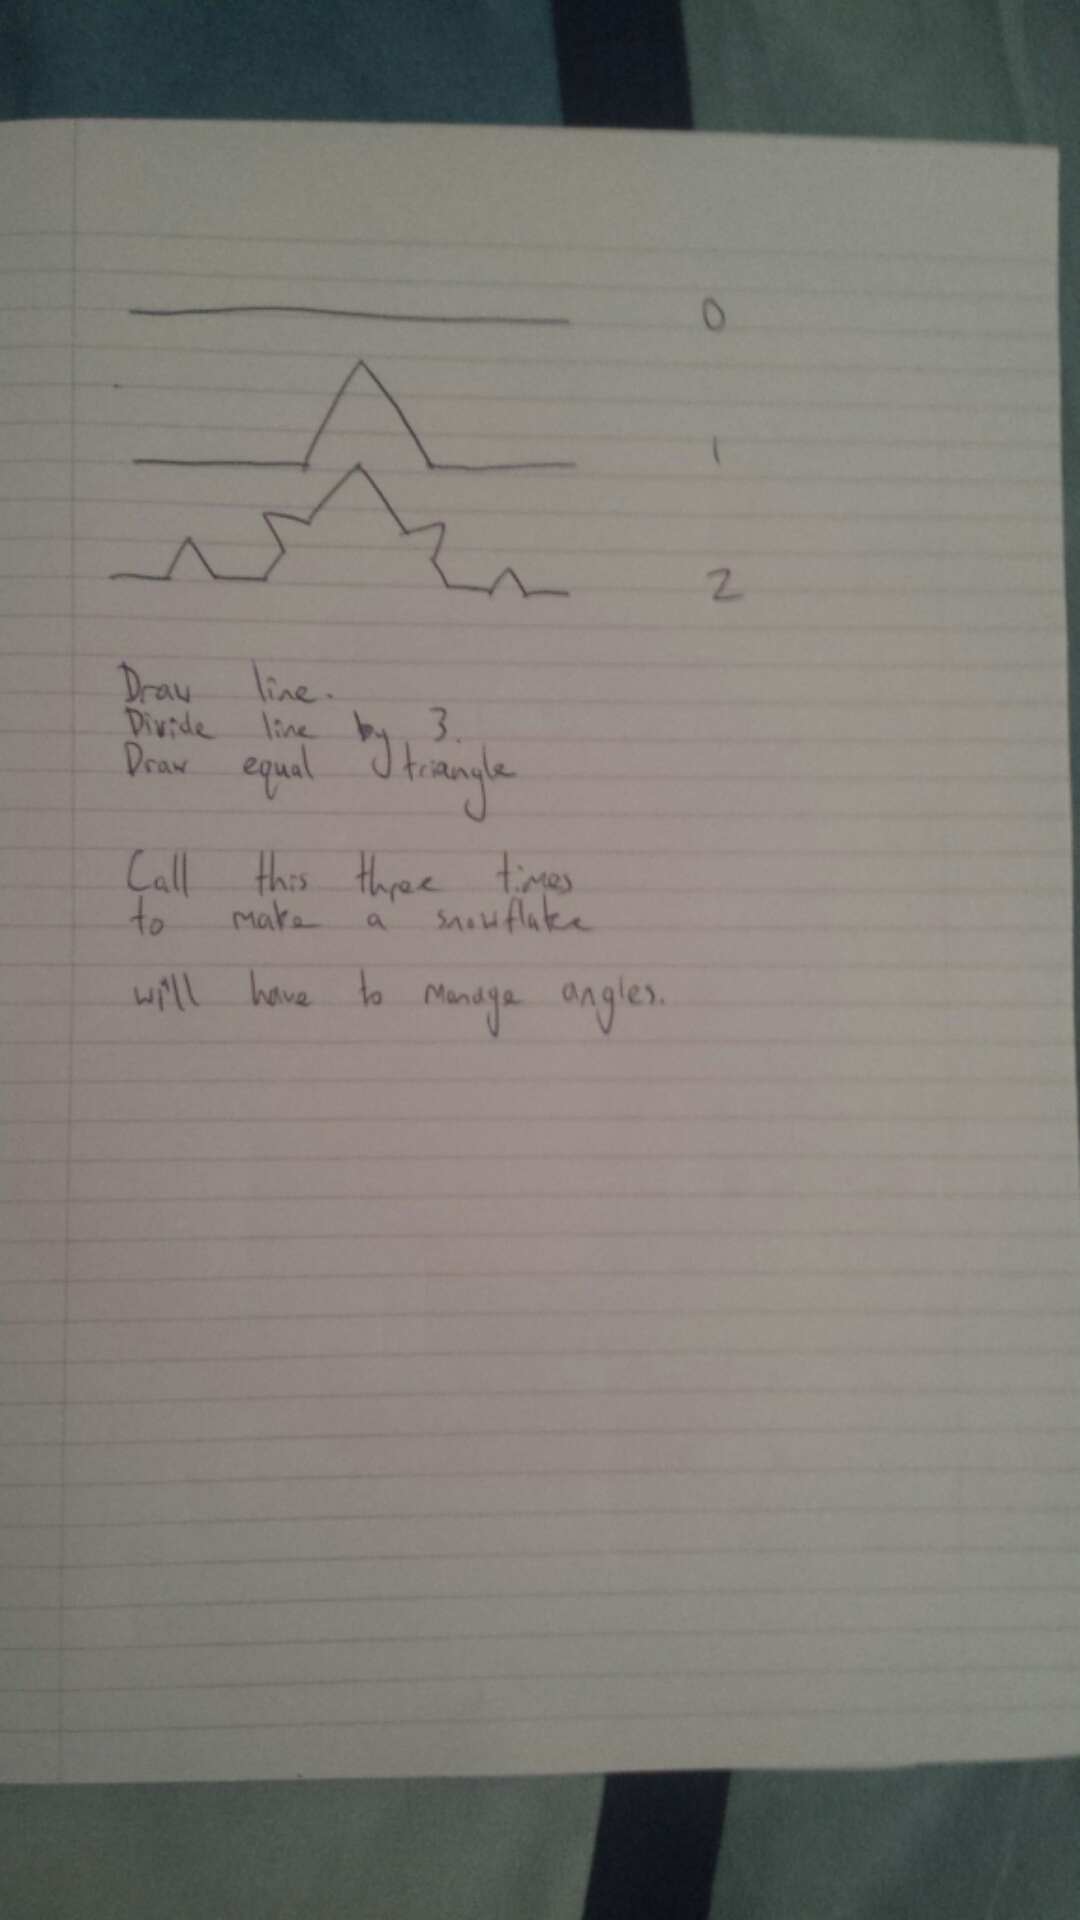 0
1
2
Draw line.
Divide line by 3.
Draw equal triangle
Call this three times
to make a snowflake
will have to manage angles.